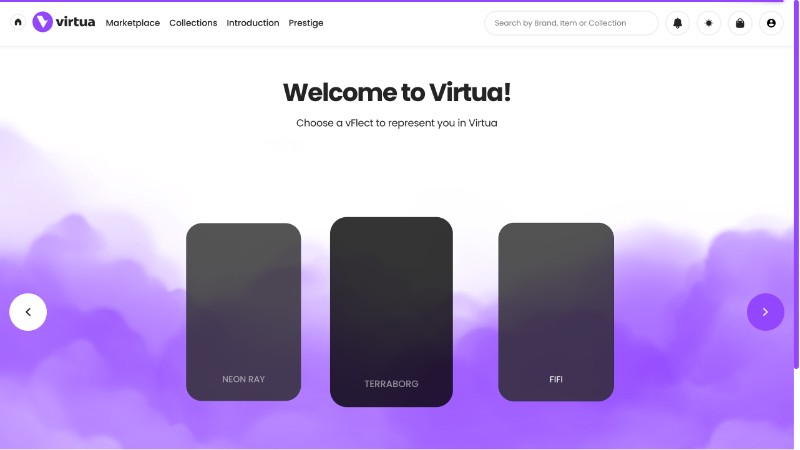 virtua Marketplace Collections Introduction Prestige Search by Brand, Item or Collection
Welcome to Virtua!
Choose a vFlect to represent you in Virtua
NEON RAY
TERRABORG
FIFI